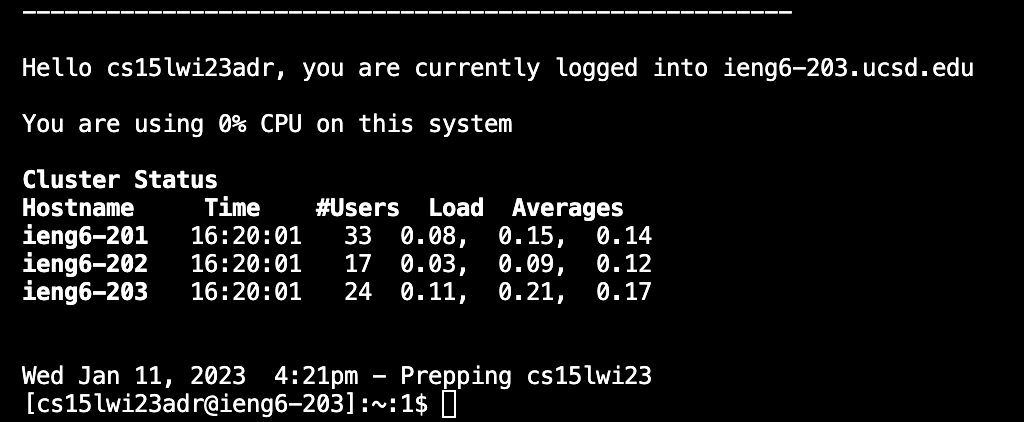 Hello cs15lwi23adr, you are currently logged into ieng6-203.ucsd.edu
You are using 0% CPU on this system
Cluster Status
Hostname     Time    #Users  Load  Averages
ieng6-201   16:20:01   33  0.08,  0.15,  0.14
ieng6-202   16:20:01   17  0.03,  0.09,  0.12
ieng6-203   16:20:01   24  0.11,  0.21,  0.17
Wed Jan 11, 2023  4:21pm - Prepping cs15lwi23
[cs15lwi23adr@ieng6-203]:~:1$